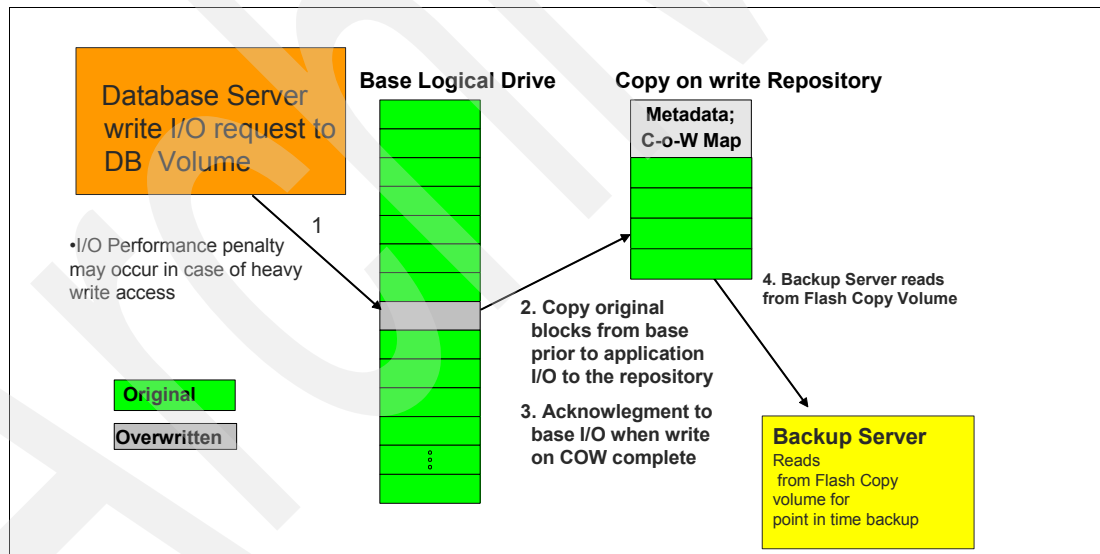 Database Server
write I/O request to
DB Volume
Base Logical Drive
Copy on write Repository
Metadata;
C-o-W Map
1
•I/O Performance penalty
may occur in case of heavy
write access
2. Copy original
blocks from base
prior to application
I/O to the repository
3. Acknowlegment to
base I/O when write
on COW complete
4. Backup Server reads
from Flash Copy Volume
Original
Overwritten
Backup Server
Reads
from Flash Copy
volume for
point in time backup